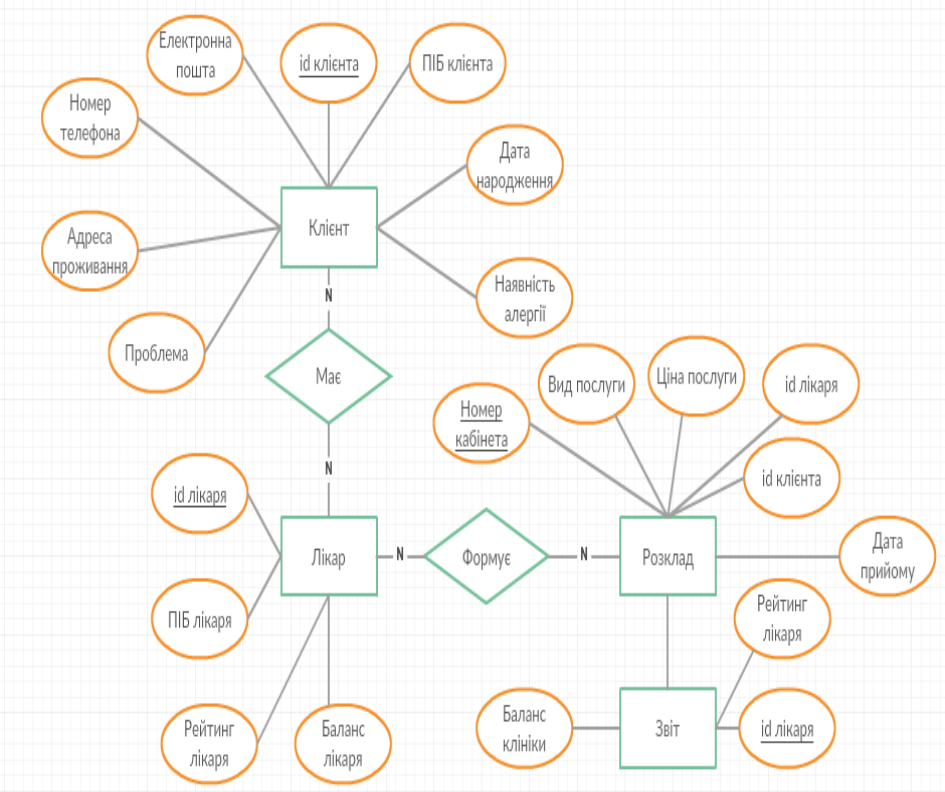 Електронна
пошта
id клієнта
ПІБ клієнта
Номер
телефона
Дата
народження
Клієнт
Адреса
проживання
Наявність
алергії
N
Проблема
Має
Вид послуги
Ціна послуги
id лікаря
Номер
кабінета
N
id клієнта
id лікаря
Лікар
N
Формує
N
Розклад
Дата
прийому
ПІБ лікаря
Рейтинг
лікаря
Рейтинг
лікаря
Баланс
лікаря
Баланс
клініки
Звіт
id лікаря